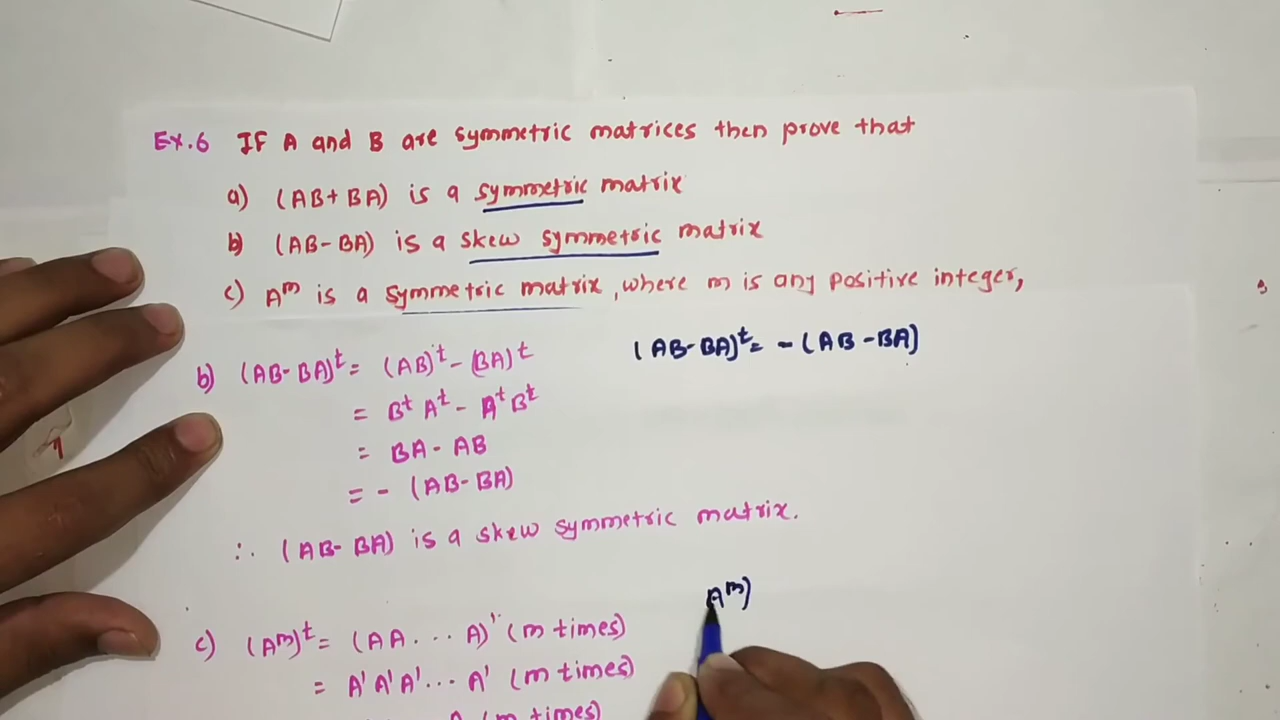 Ex.6 IF A and B are symmetric matrices then prove that
a) (AB+BA) is a symmetric matrix
b) (AB-BA) is a skew symmetric matrix
c) A^m is a symmetric matrix, where m is any positive integer,
b) (AB-BA)^t = (AB)^t - (BA)^t
(AB-BA)^t = -(AB-BA)
= B^t A^t - A^t B^t
= BA - AB
= - (AB-BA)
∴ (AB-BA) is a skew symmetric matrix.
A^m)
c) (A^m)^t = (AA...A)' (m times)
= A'A'A'...A' (m times)
A (m times)